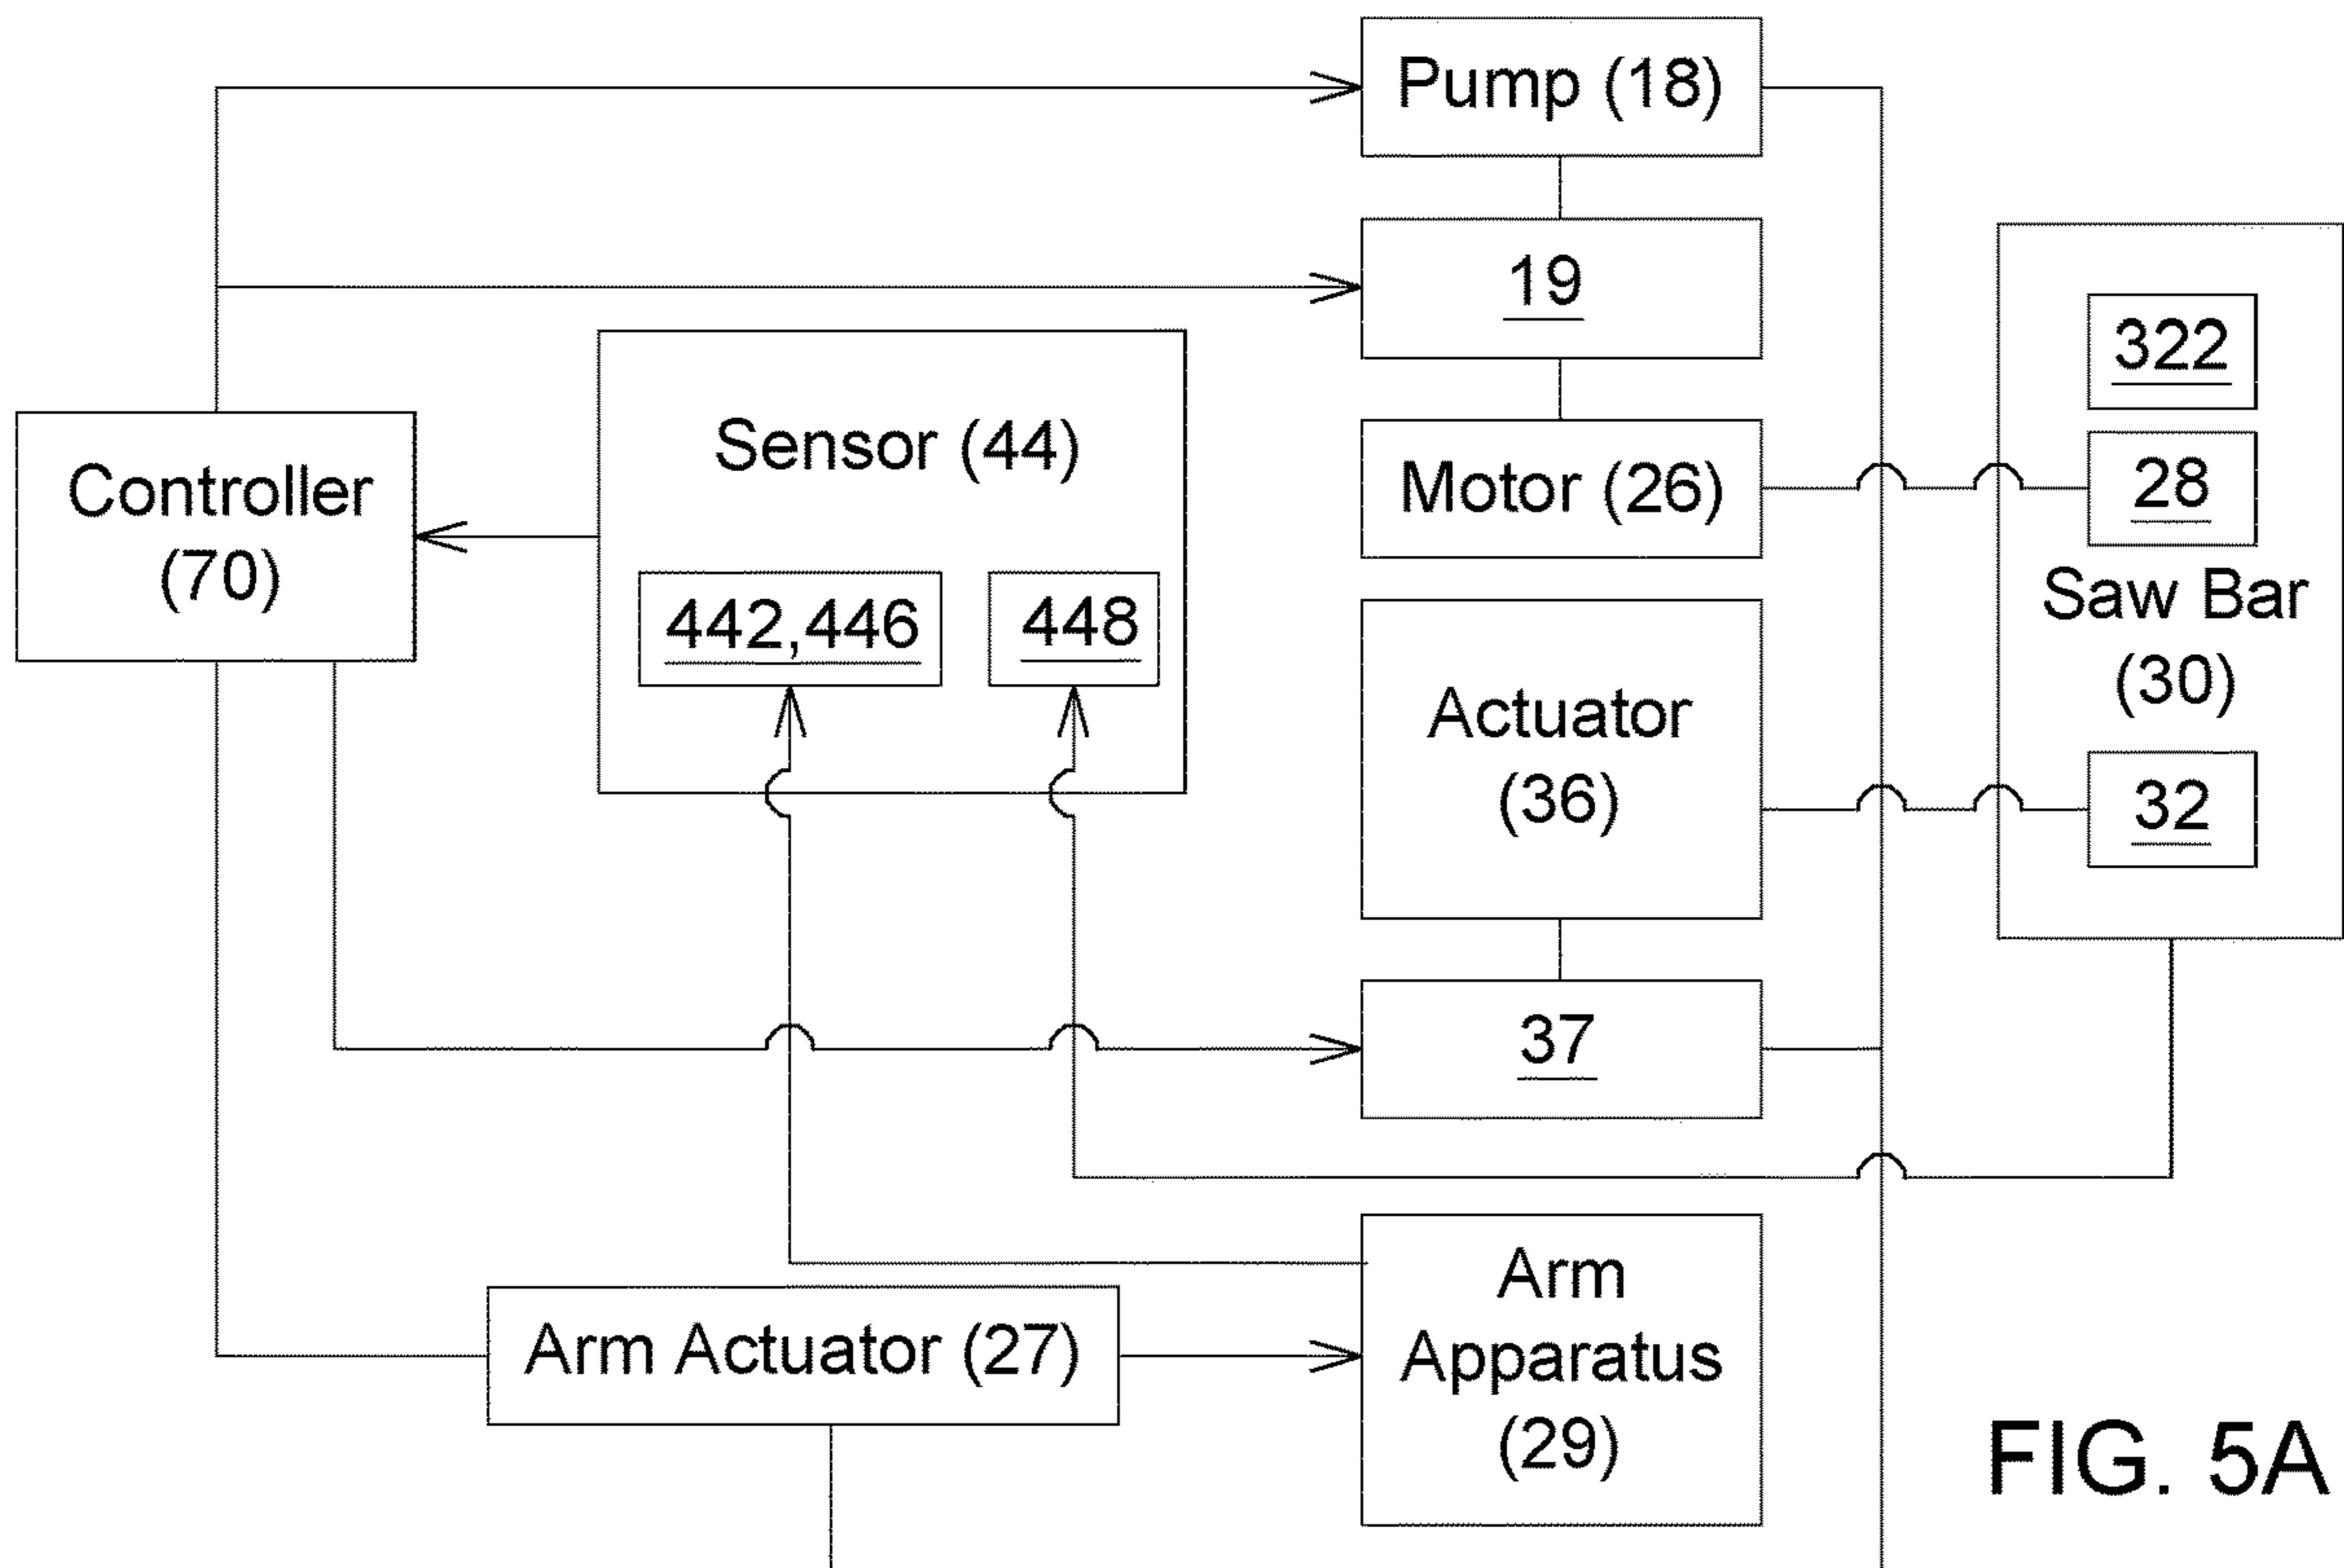 Pump (18)
19
322
Sensor (44)
Controller
(70)
Motor (26)
28
442,446
448
Saw Bar
(30)
Actuator
(36)
32
37
Arm
Apparatus
(29)
Arm Actuator (27)
FIG. 5A